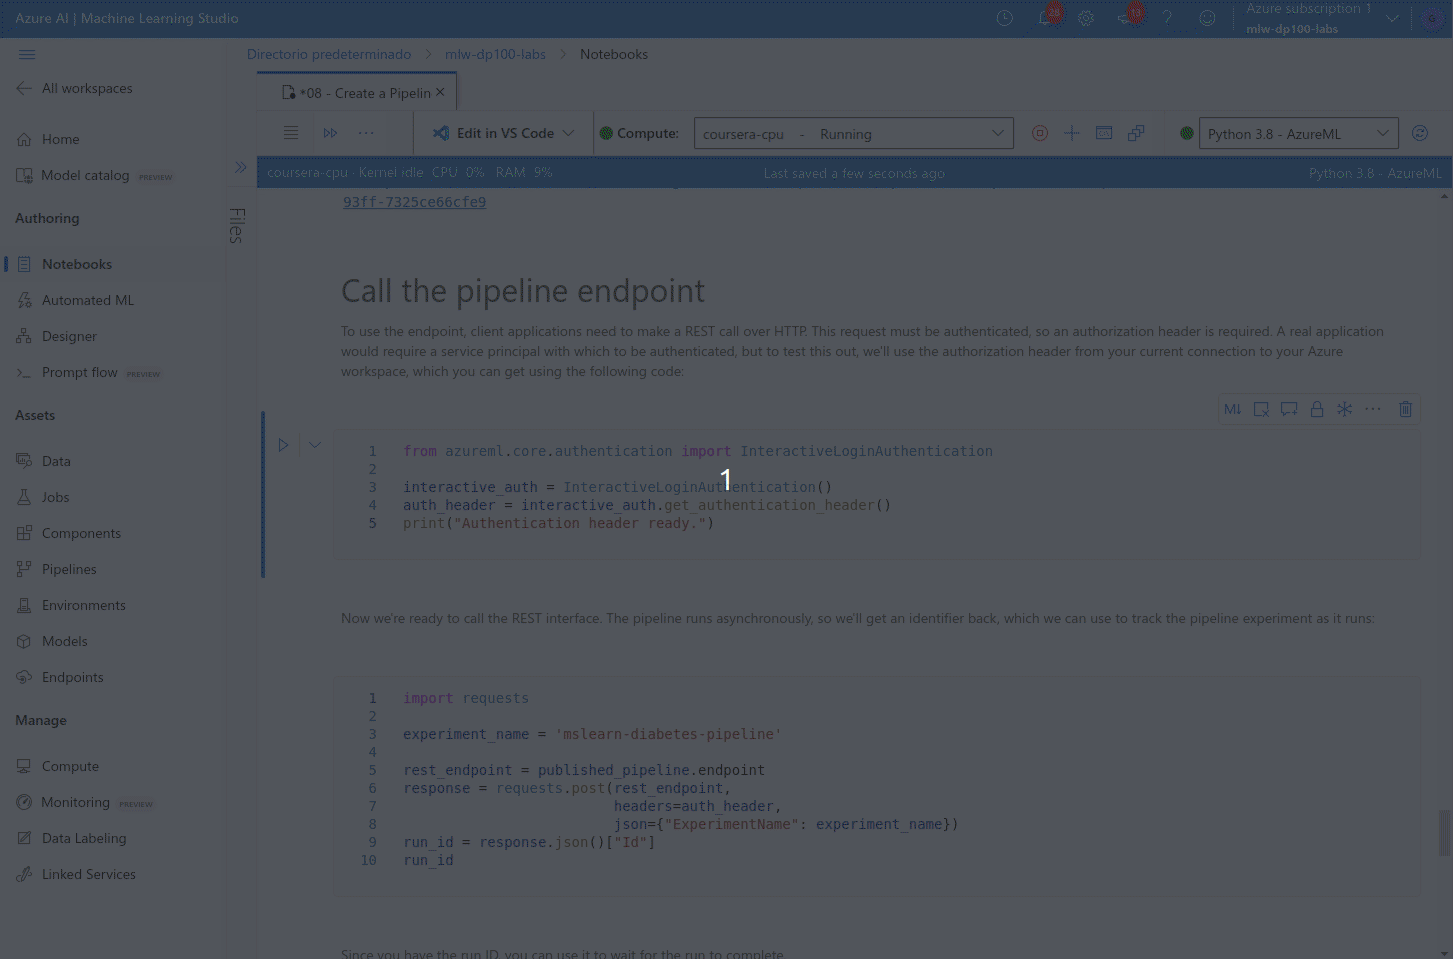 Azure AI | Machine Learning Studio
28
13
?
Azure subscription 1
mlw-dp100-labs
G
Directorio predeterminado > mlw-dp100-labs > Notebooks
All workspaces
Home
Model catalog PREVIEW
Authoring
Notebooks
Automated ML
Designer
Prompt flow PREVIEW
Assets
Data
Jobs
Components
Pipelines
Environments
Models
Endpoints
Manage
Compute
Monitoring PREVIEW
Data Labeling
Linked Services
Files
*08 - Create a Pipelin ×
Edit in VS Code
Compute: coursera-cpu - Running
Python 3.8 - AzureML
coursera-cpu · Kernel idle CPU 0% RAM 9%
Last saved a few seconds ago
Python 3.8 - AzureML
93ff-7325ce66cfe9
Call the pipeline endpoint
To use the endpoint, client applications need to make a REST call over HTTP. This request must be authenticated, so an authorization header is required. A real application
would require a service principal with which to be authenticated, but to test this out, we'll use the authorization header from your current connection to your Azure
workspace, which you can get using the following code:
M↓
1 from azureml.core.authentication import InteractiveLoginAuthentication
2
3 interactive_auth = InteractiveLoginAuthentication()
4 auth_header = interactive_auth.get_authentication_header()
5 print("Authentication header ready.")
1
Now we're ready to call the REST interface. The pipeline runs asynchronously, so we'll get an identifier back, which we can use to track the pipeline experiment as it runs:
1 import requests
2
3 experiment_name = 'mslearn-diabetes-pipeline'
4
5 rest_endpoint = published_pipeline.endpoint
6 response = requests.post(rest_endpoint,
7 headers=auth_header,
8 json={"ExperimentName": experiment_name})
9 run_id = response.json()["Id"]
10 run_id
Since you have the run ID, you can use it to wait for the run to complete.